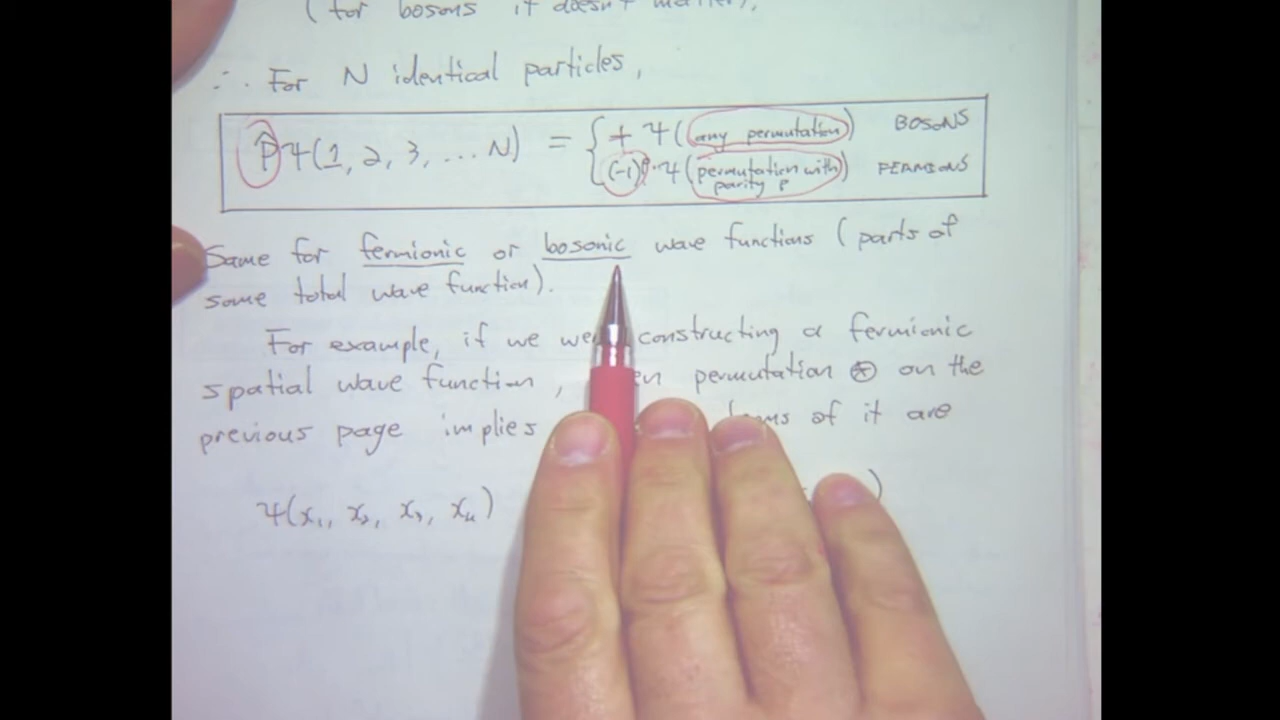 (for bosons it doesn't matter).
∴ For N identical particles,
P̂Ψ(1, 2, 3, ... N) = { + Ψ(any permutation) BOSONS
(-1)ᵖ·Ψ(permutation with parity P) FERMIONS
Same for fermionic or bosonic wave functions (parts of
some total wave function).
For example, if we constructing a fermionic
spatial wave function, permutation ⊛ on the
previous page implies of it are
Ψ(x₁, x₂, x₃, x₄) )